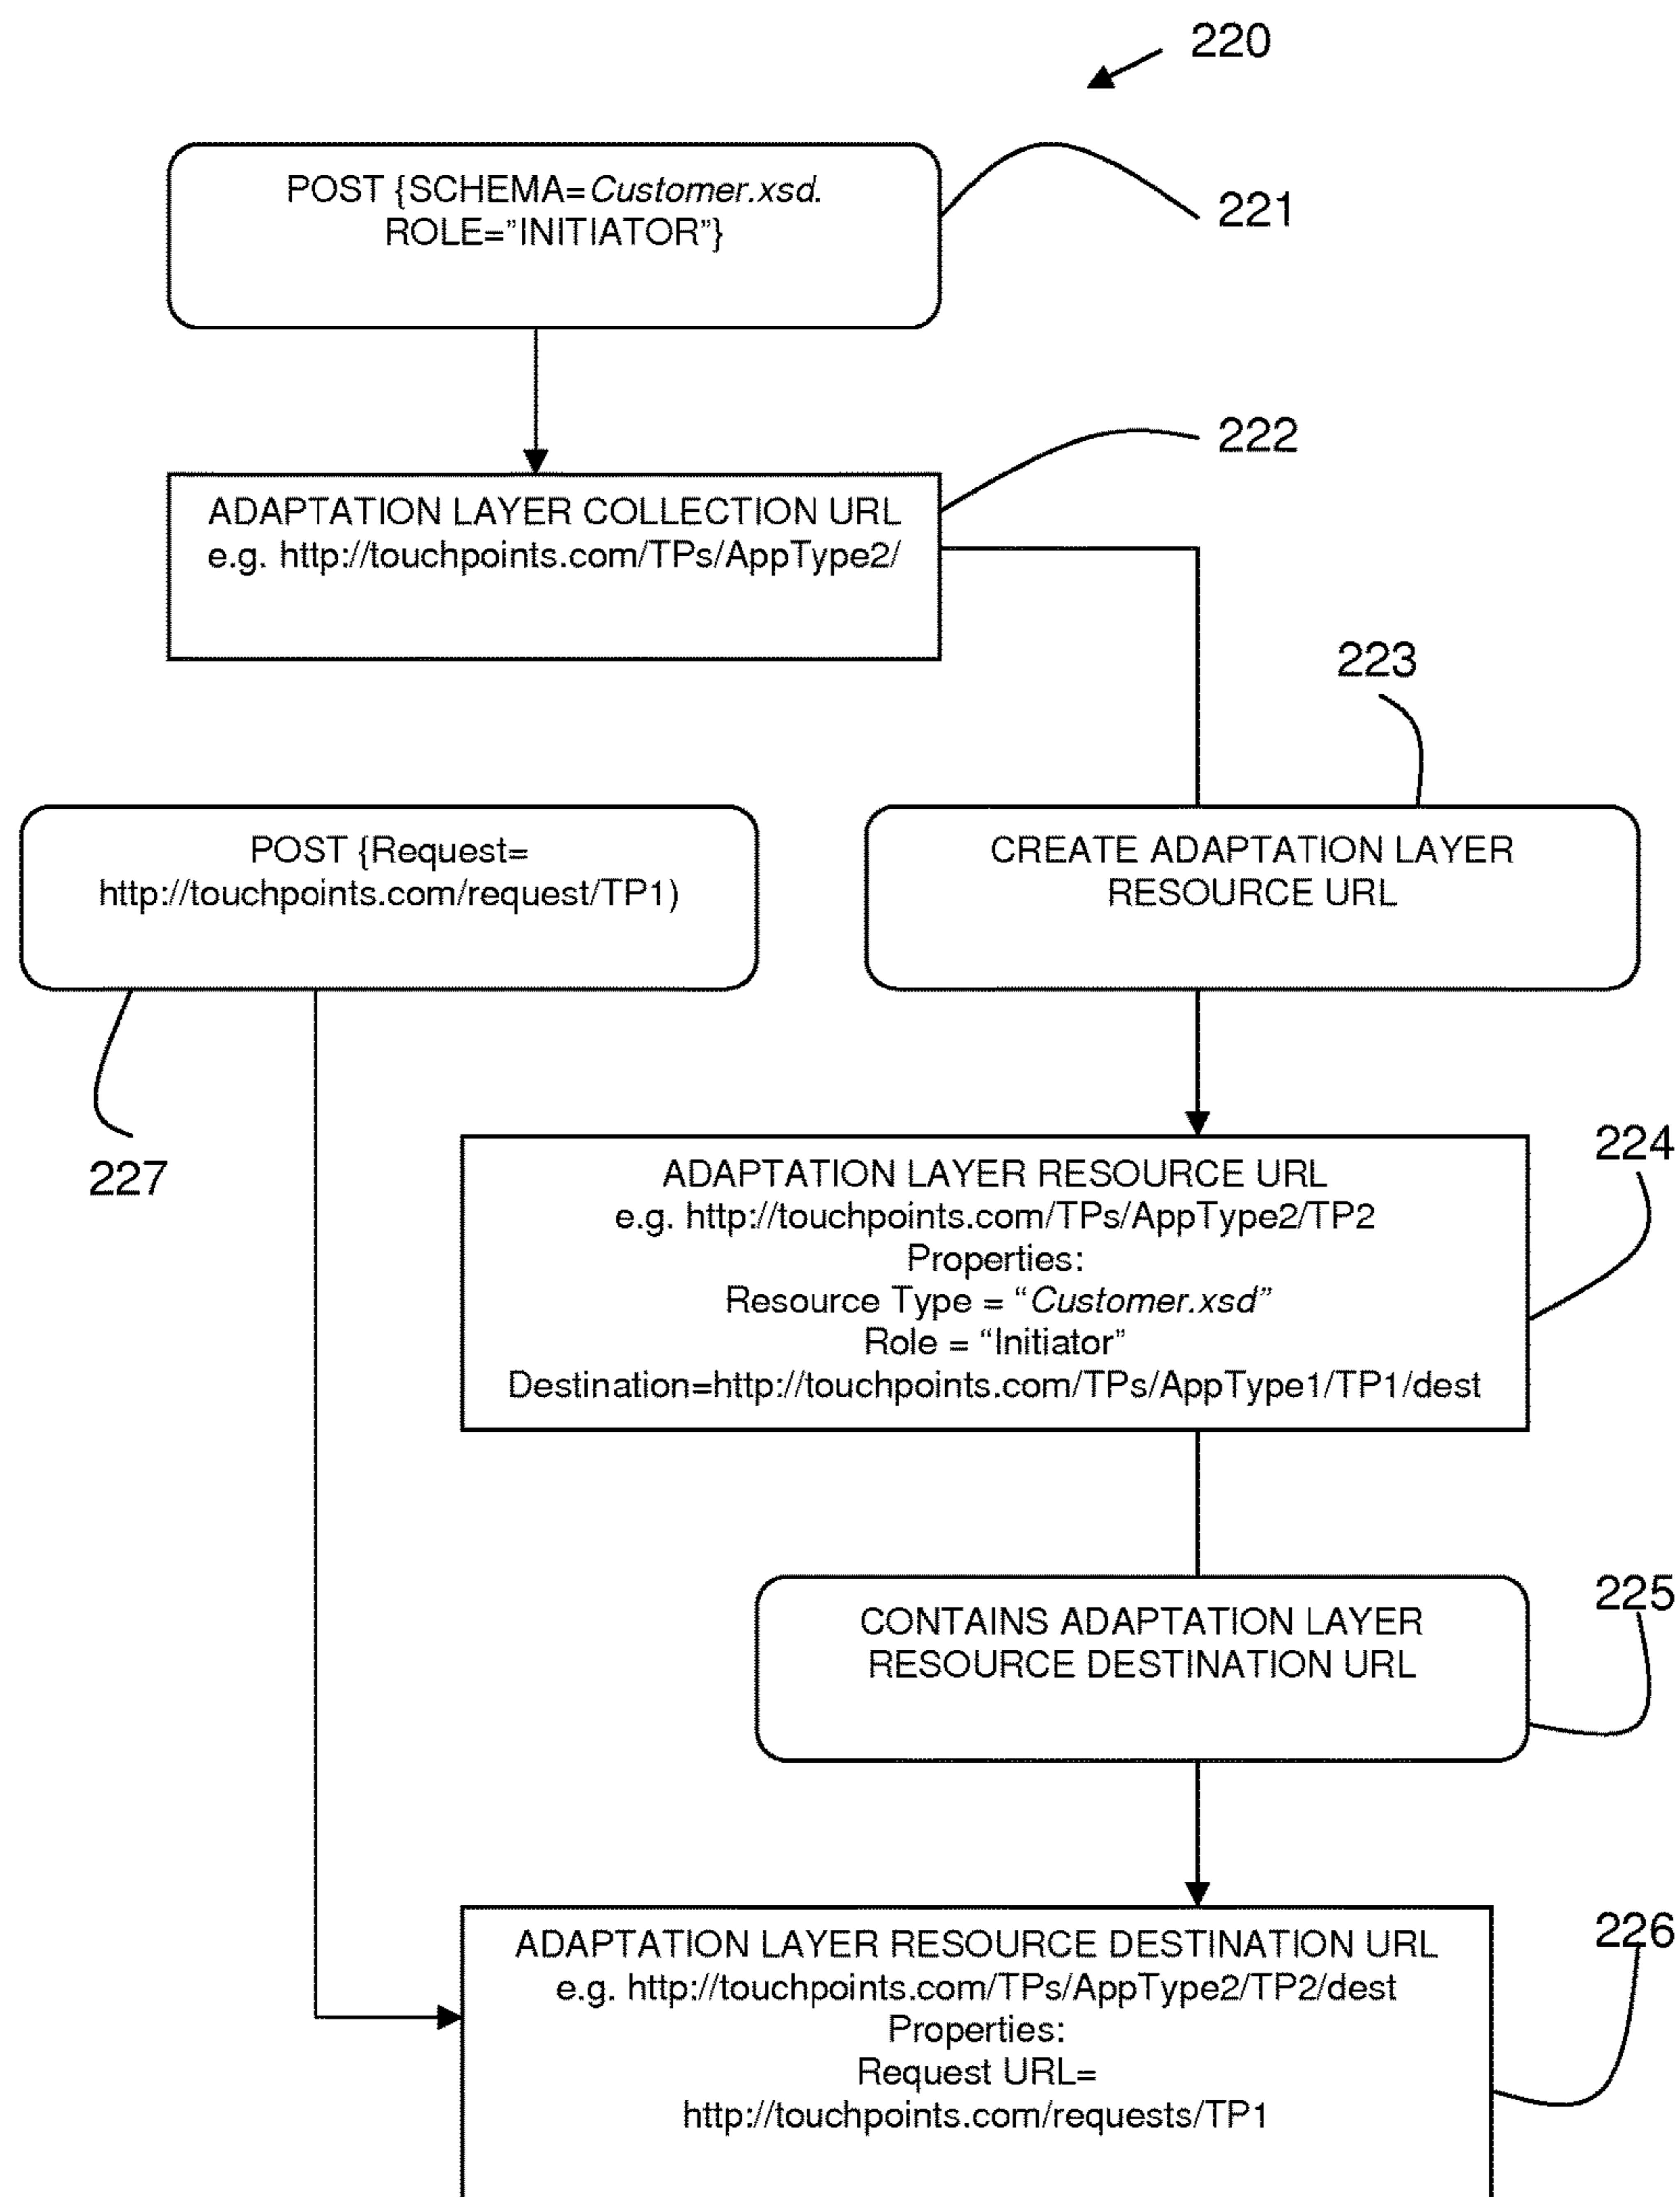 220
POST {SCHEMA=Customer.xsd.
ROLE=”INITIATOR”}
221
222
ADAPTATION LAYER COLLECTION URL
e.g. http://touchpoints.com/TPs/AppType2/
223
POST {Request=
http://touchpoints.com/request/TP1)
CREATE ADAPTATION LAYER
RESOURCE URL
227
224
ADAPTATION LAYER RESOURCE URL
e.g. http://touchpoints.com/TPs/AppType2/TP2
Properties:
Resource Type = “Customer.xsd”
Role = “Initiator”
Destination=http://touchpoints.com/TPs/AppType1/TP1/dest
225
CONTAINS ADAPTATION LAYER
RESOURCE DESTINATION URL
226
ADAPTATION LAYER RESOURCE DESTINATION URL
e.g. http://touchpoints.com/TPs/AppType2/TP2/dest
Properties:
Request URL=
http://touchpoints.com/requests/TP1